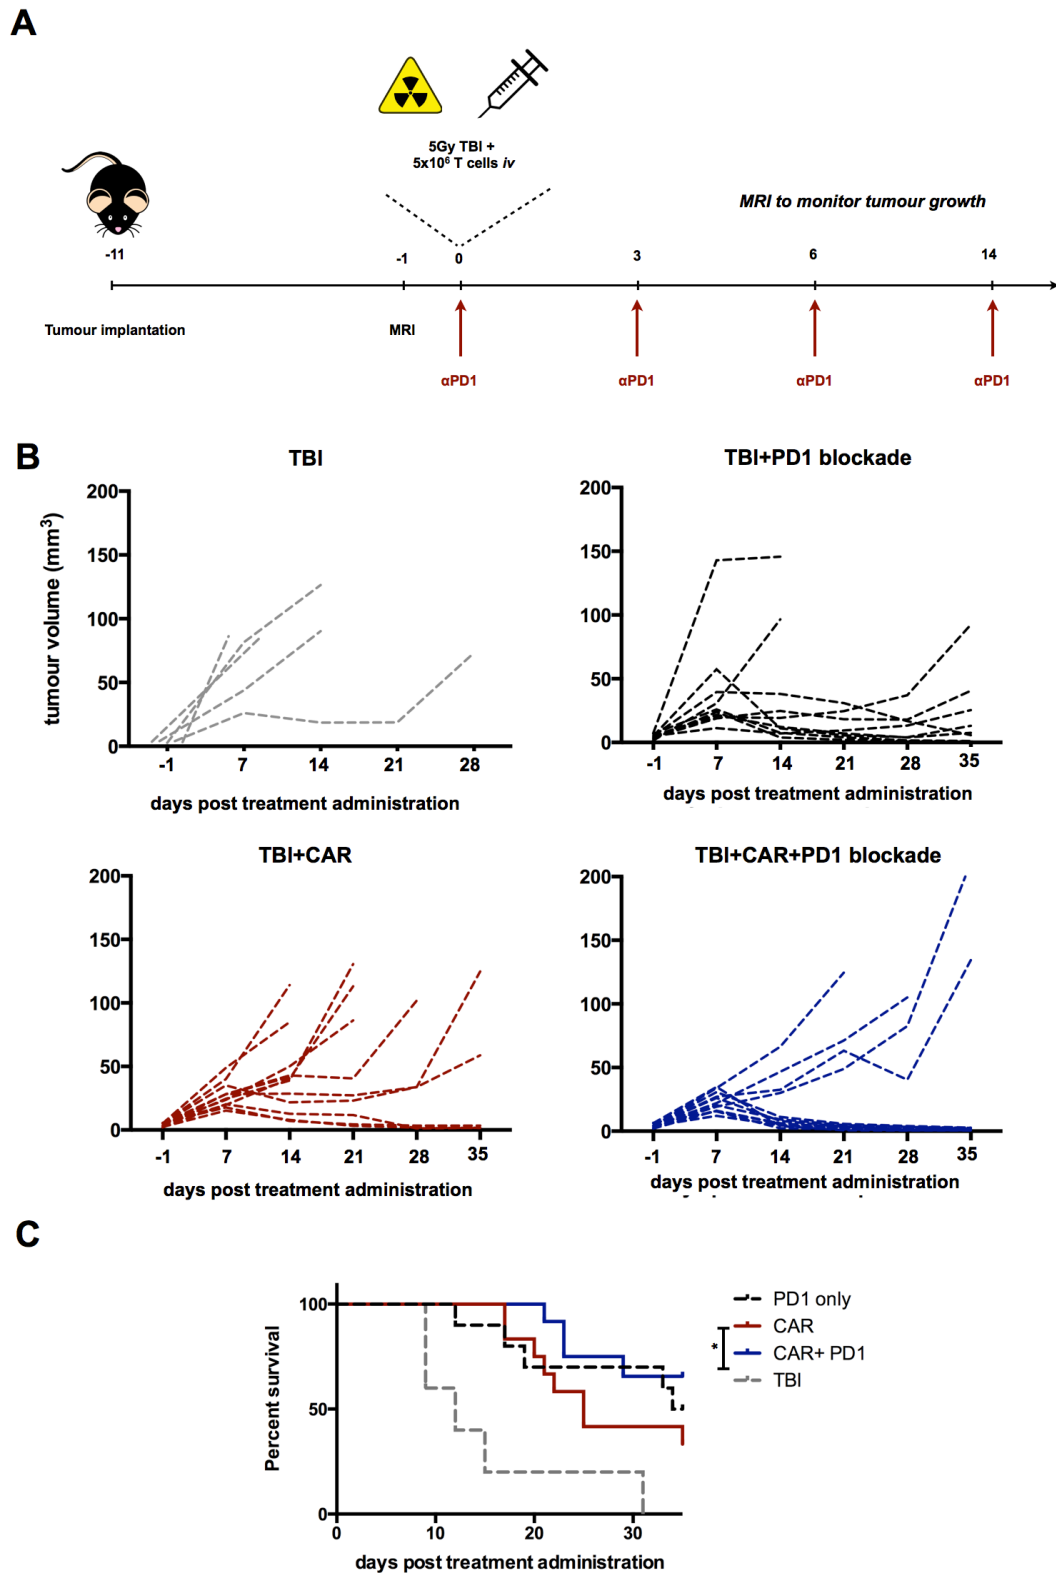 A
5Gy TBI +
5x10⁶ T cells iv
MRI to monitor tumour growth
-11
-1
0
3
6
14
Tumour implantation
MRI
αPD1
αPD1
αPD1
αPD1
B
TBI
200
150
100
50
0
tumour volume (mm³)
-1 7 14 21 28
days post treatment administration
TBI+PD1 blockade
200
150
100
50
0
-1 7 14 21 28 35
days post treatment administration
TBI+CAR
200
150
100
50
0
-1 7 14 21 28 35
days post treatment administration
TBI+CAR+PD1 blockade
200
150
100
50
0
-1 7 14 21 28 35
days post treatment administration
C
100
50
0
Percent survival
0 10 20 30
days post treatment administration
PD1 only
CAR
CAR+ PD1
TBI
*